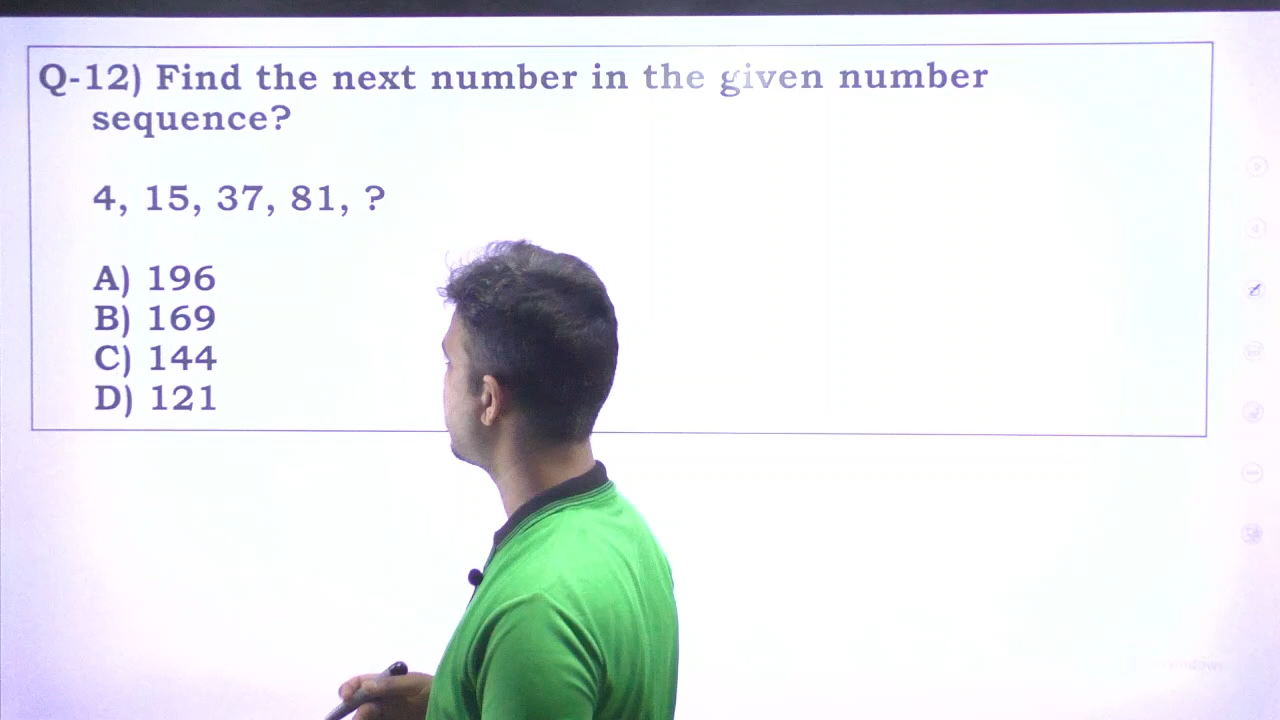 Q-12) Find the next number in the given number
sequence?
4, 15, 37, 81, ?
A) 196
B) 169
C) 144
D) 121